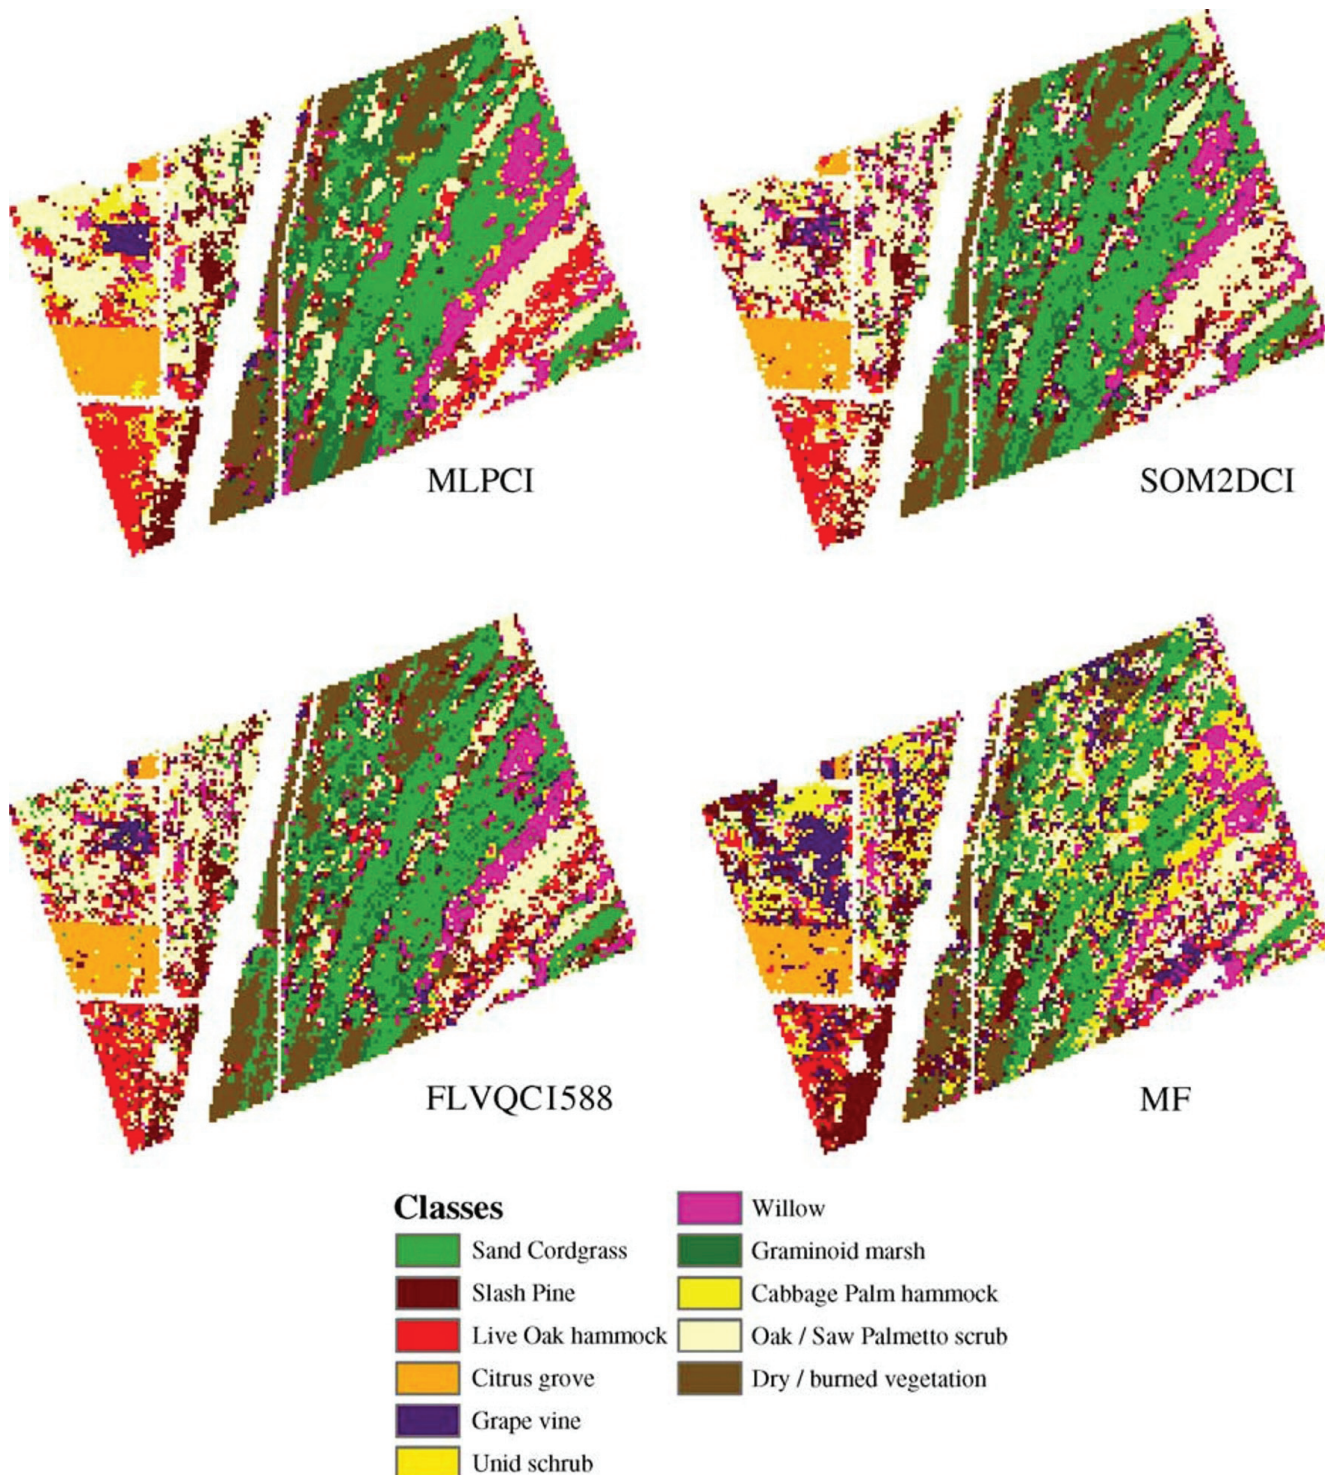 MLPCI
SOM2DCI
FLVQCI588
MF
Classes
Sand Cordgrass
Slash Pine
Live Oak hammock
Citrus grove
Grape vine
Unid schrub
Willow
Graminoid marsh
Cabbage Palm hammock
Oak / Saw Palmetto scrub
Dry / burned vegetation